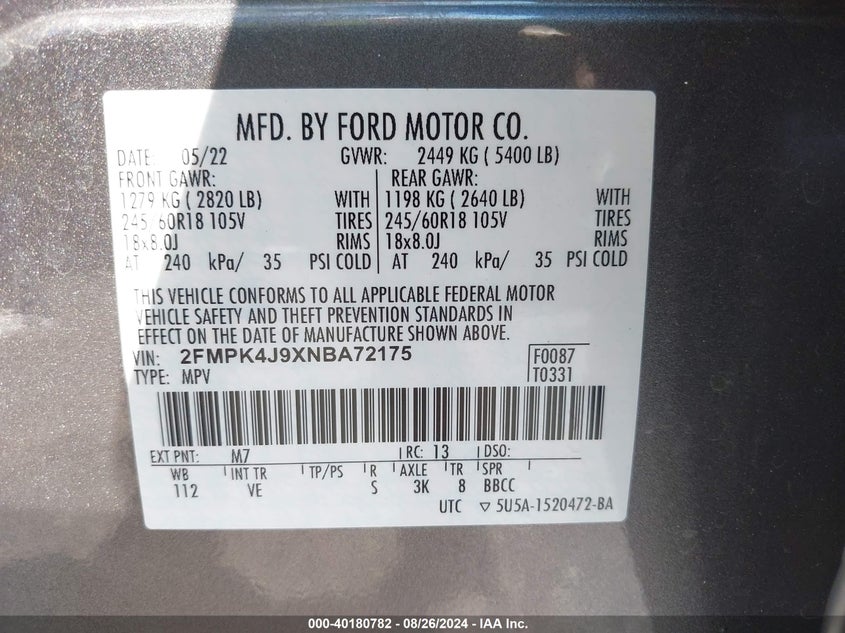 MFD. BY FORD MOTOR CO.
DATE: 05/22 GVWR: 2449 KG ( 5400 LB)
FRONT GAWR: REAR GAWR:
1279 KG ( 2820 LB) WITH 1198 KG ( 2640 LB) WITH
245/60R18 105V TIRES 245/60R18 105V TIRES
18x8.0J RIMS 18x8.0J RIMS
AT 240 kPa/ 35 PSI COLD AT 240 kPa/ 35 PSI COLD
THIS VEHICLE CONFORMS TO ALL APPLICABLE FEDERAL MOTOR
VEHICLE SAFETY AND THEFT PREVENTION STANDARDS IN
EFFECT ON THE DATE OF MANUFACTURE SHOWN ABOVE.
VIN: 2FMPK4J9XNBA72175 F0087
TYPE: MPV T0331
EXT PNT: M7 RC: 13 DSO:
WB INT TR TP/PS R AXLE TR SPR
112 VE S 3K 8 BBCC
UTC ▽ 5U5A-1520472-BA
000-40180782 - 08/26/2024 - IAA Inc.